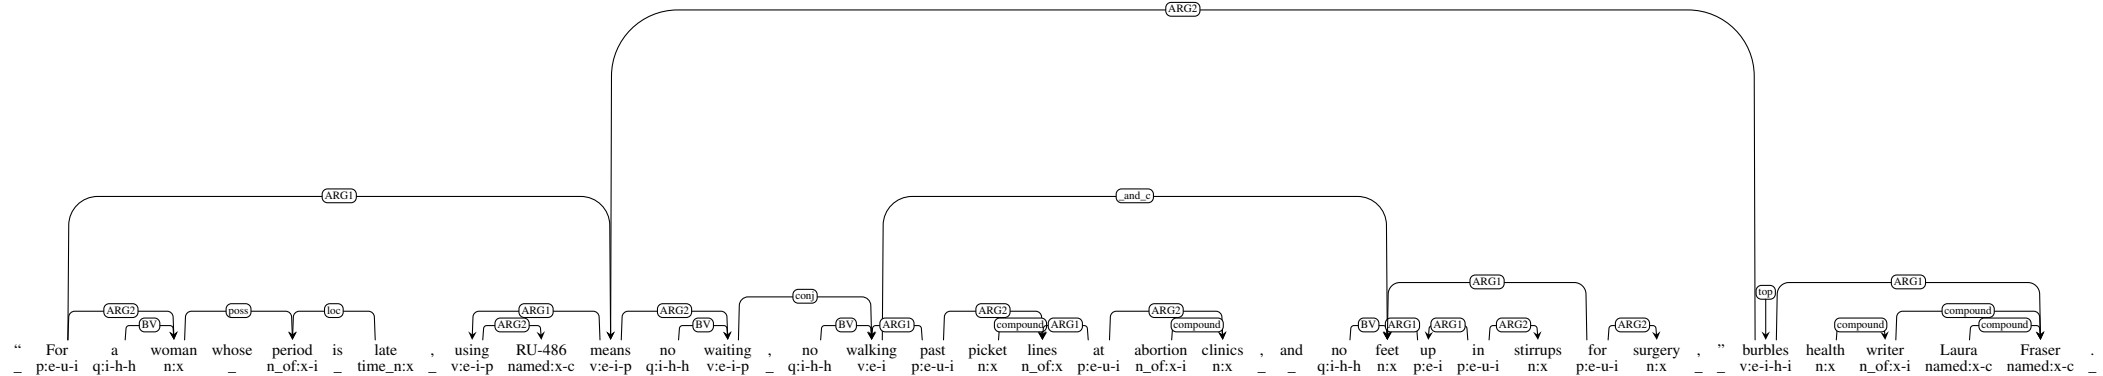 ARG2
ARG1 _and_c
ARG1
conj top
ARG2 poss loc ARG1 ARG2 ARG2 ARG2 ARG1 compound
BV ARG2 BV BV ARG1 compound ARG1 compound BV ARG1 ARG1 ARG2 ARG2 compound compound
“ For a woman whose period is late , using RU-486 means no waiting , no walking past picket lines at abortion clinics , and no feet up in stirrups for surgery , ” burbles health writer Laura Fraser .
_ p:e-u-i q:i-h-h n:x _ n_of:x-i _ time_n:x _ v:e-i-p named:x-c v:e-i-p q:i-h-h v:e-i-p _ q:i-h-h v:e-i p:e-u-i n:x n_of:x p:e-u-i n_of:x-i n:x _ _ q:i-h-h n:x p:e-i p:e-u-i n:x p:e-u-i n:x _ _ v:e-i-h-i n:x n_of:x-i named:x-c named:x-c _